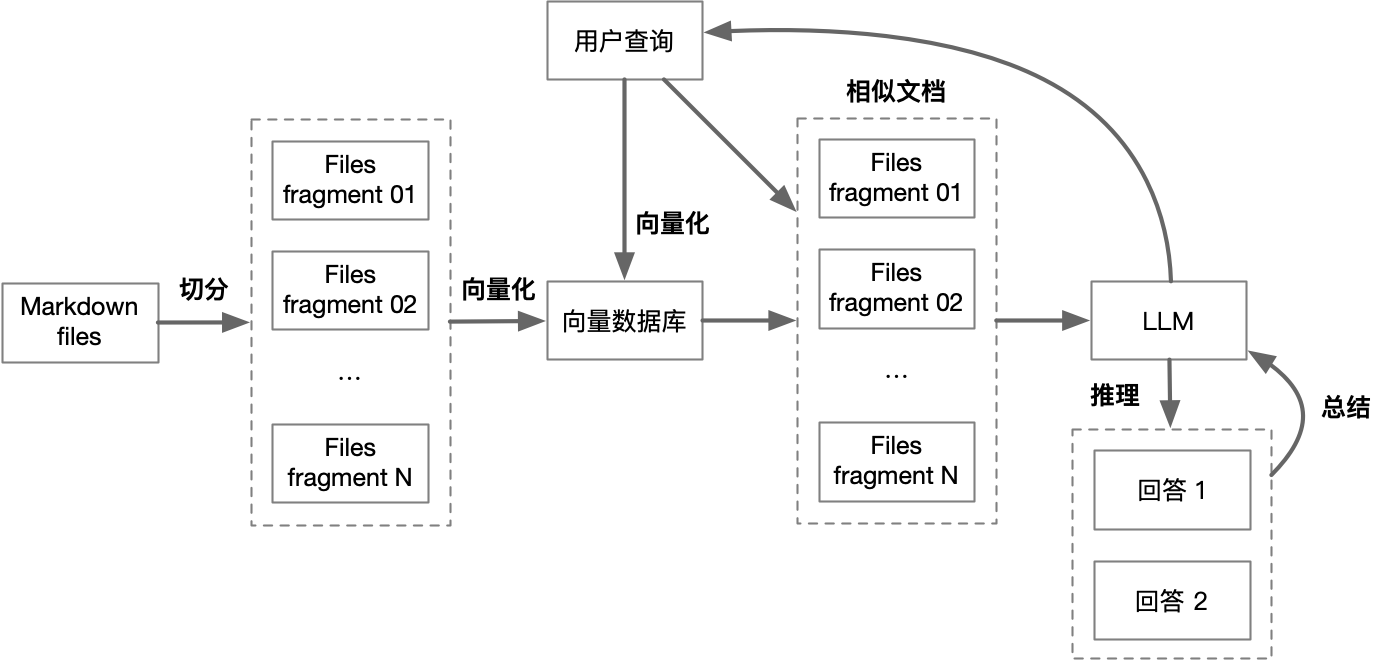 用户查询
相似文档
Files
fragment 01
Files
fragment 01
向量化
Markdown
files
切分
Files
fragment 02
向量化
向量数据库
Files
fragment 02
LLM
...
...
推理
总结
Files
fragment N
Files
fragment N
回答 1
回答 2